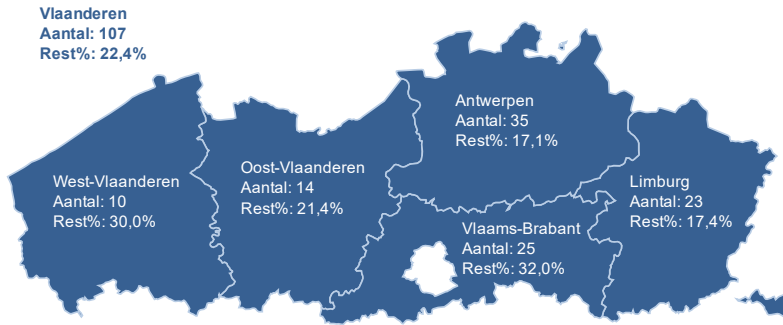 Vlaanderen
Aantal: 107
Rest%: 22,4%
Antwerpen
Aantal: 35
Rest%: 17,1%
West-Vlaanderen
Aantal: 10
Rest%: 30,0%
Oost-Vlaanderen
Aantal: 14
Rest%: 21,4%
Limburg
Aantal: 23
Rest%: 17,4%
Vlaams-Brabant
Aantal: 25
Rest%: 32,0%